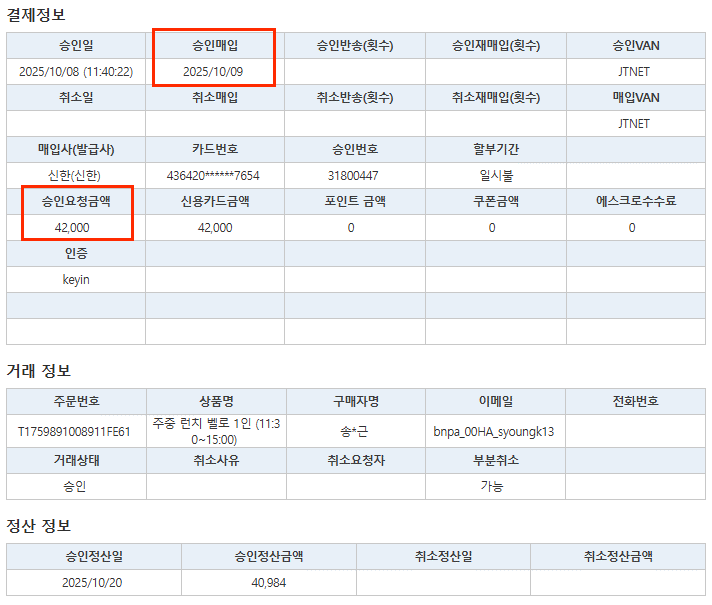 결제정보
승인일 승인매입 승인반송(횟수) 승인재매입(횟수) 승인VAN
2025/10/08 (11:40:22) 2025/10/09 JTNET
취소일 취소매입 취소반송(횟수) 취소재매입(횟수) 매입VAN
JTNET
매입사(발급사) 카드번호 승인번호 할부기간
신한(신한) 436420******7654 31800447 일시불
승인요청금액 신용카드금액 포인트 금액 쿠폰금액 에스크로수수료
42,000 42,000 0 0 0
인증
keyin
거래 정보
주문번호 상품명 구매자명 이메일 전화번호
T1759891008911FE61 주중 런치 벨로 1인 (11:3
0~15:00) 송*근 bnpa_00HA_syoungk13
거래상태 취소사유 취소요청자 부분취소
승인 가능
정산 정보
승인정산일 승인정산금액 취소정산일 취소정산금액
2025/10/20 40,984